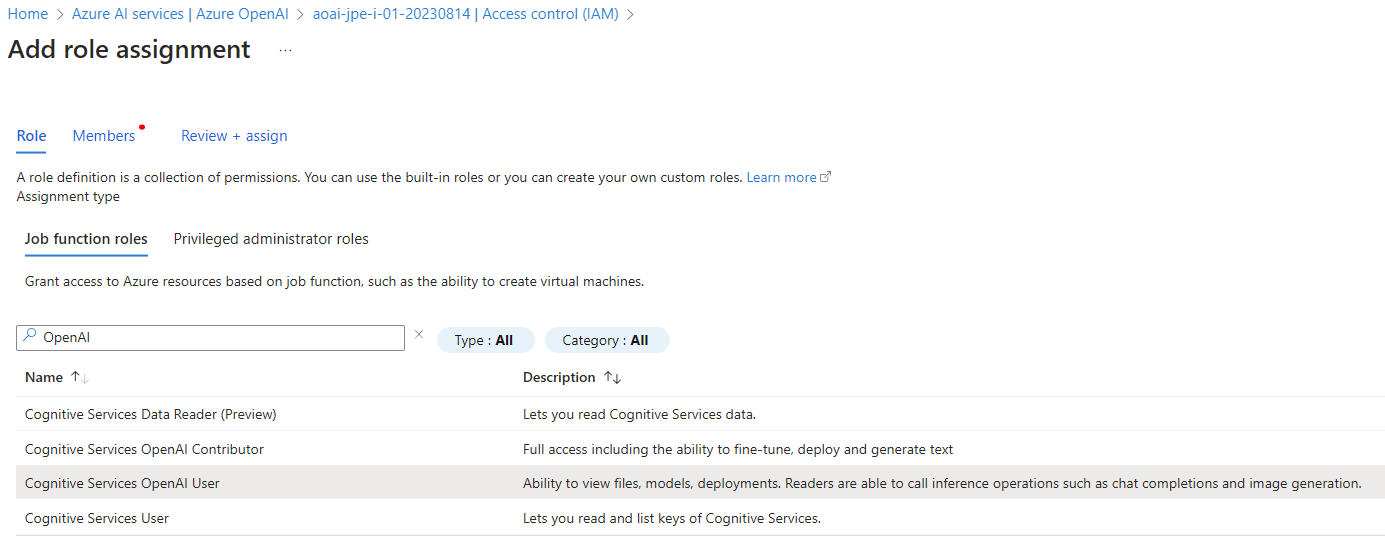 Home > Azure AI services | Azure OpenAI > aoai-jpe-i-01-20230814 | Access control (IAM) >
Add role assignment ...
Role Members Review + assign
A role definition is a collection of permissions. You can use the built-in roles or you can create your own custom roles. Learn more
Assignment type
Job function roles Privileged administrator roles
Grant access to Azure resources based on job function, such as the ability to create virtual machines.
OpenAI × Type : All Category : All
Name ↑↓ Description ↑↓
Cognitive Services Data Reader (Preview) Lets you read Cognitive Services data.
Cognitive Services OpenAI Contributor Full access including the ability to fine-tune, deploy and generate text
Cognitive Services OpenAI User Ability to view files, models, deployments. Readers are able to call inference operations such as chat completions and image generation.
Cognitive Services User Lets you read and list keys of Cognitive Services.